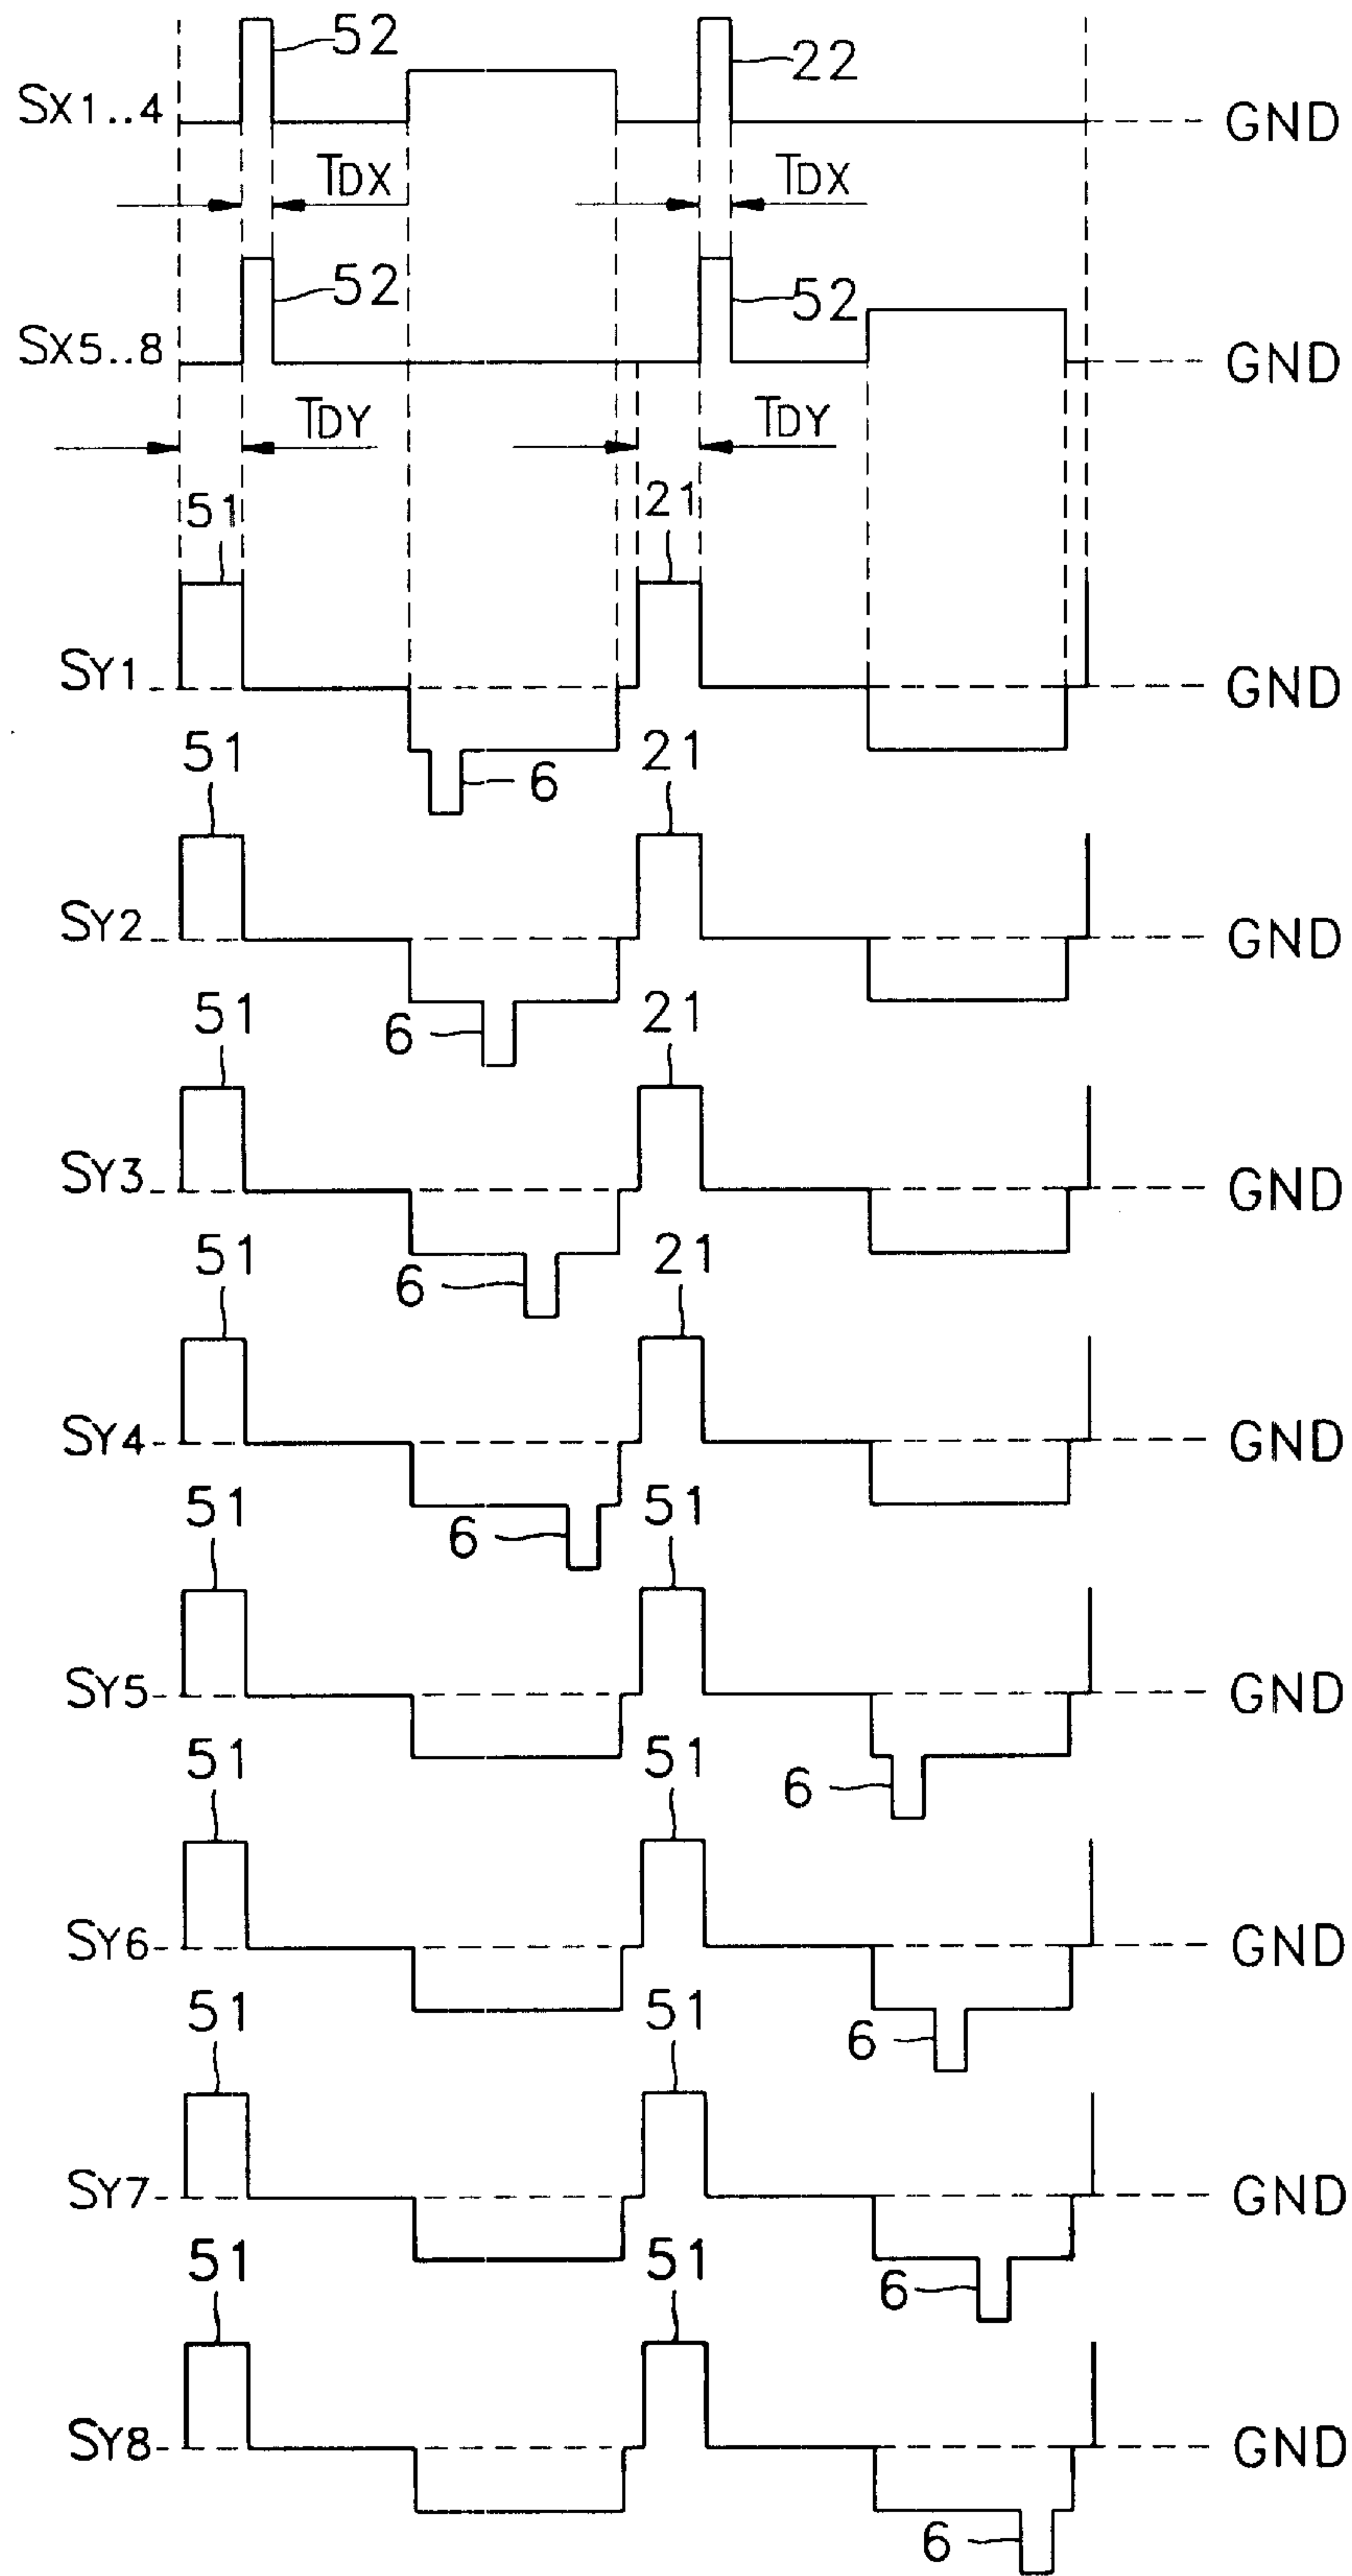 52 22
SX1..4 GND
TDX TDX
52 52
SX5..8 GND
TDY TDY
51 21
SY1 GND
6
51 21
SY2 GND
6
51 21
SY3 GND
6
51 21
SY4 GND
6
51 51
SY5 GND
6
51 51
SY6 GND
6
51 51
SY7 GND
6
51 51
SY8 GND
6